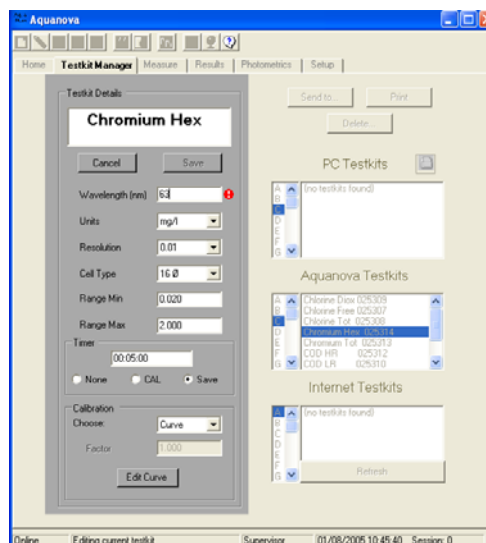 Aquanova
Home Testkit Manager Measure Results Photometrics Setup
Testkit Details
Chromium Hex
Cancel Save
Wavelength (nm) 63
Units mg/l
Resolution 0.01
Cell Type 16 Ø
Range Min 0.020
Range Max 2.000
Timer
00:05:00
None CAL Save
Calibration
Choose: Curve
Factor 1.000
Edit Curve
Send to... Print
Delete...
PC Testkits
A
B
C
D
E
F
G
(no testkits found)
Aquanova Testkits
A
B
C
D
E
F
G
Chlorine Diox 025309
Chlorine Free 025307
Chlorine Tot 025308
Chromium Hex 025314
Chromium Tot 025313
COD HR 025312
COD LR 025310
Internet Testkits
A
B
C
D
E
F
G
(no testkits found)
Refresh
Online Editing current testkit Supervisor 01/08/2005 10:45:40 Session: 0